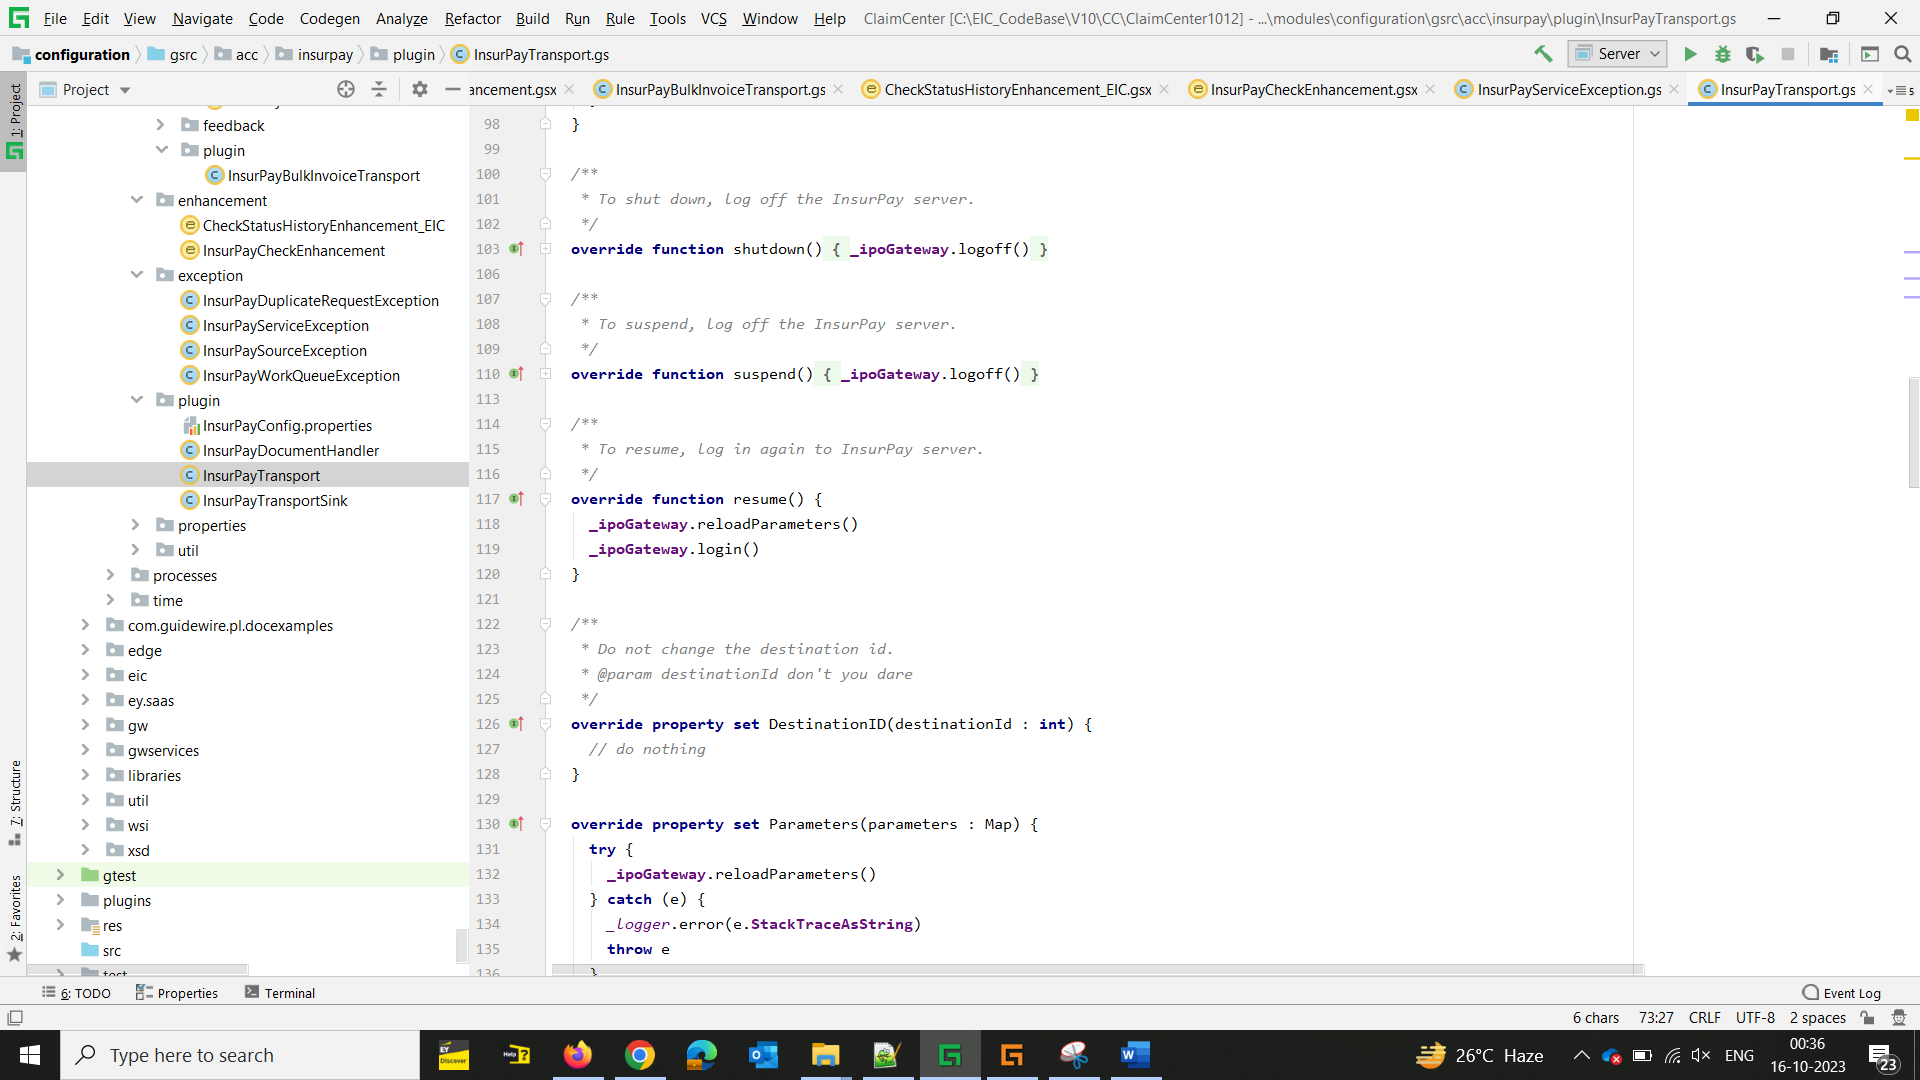 File Edit View Navigate Code Codegen Analyze Refactor Build Run Rule Tools VCS Window Help ClaimCenter [C:\EIC_CodeBase\V10\CC\ClaimCenter1012] - ...\modules\configuration\gsrc\acc\insurpay\plugin\InsurPayTransport.gs
configuration gsrc acc insurpay plugin InsurPayTransport.gs Server
Project ancement.gsx InsurPayBulkInvoiceTransport.gs CheckStatusHistoryEnhancement_EIC.gsx InsurPayCheckEnhancement.gsx InsurPayServiceException.gs InsurPayTransport.gs 5
1: Project
7: Structure
2: Favorites
feedback
plugin
InsurPayBulkInvoiceTransport
enhancement
CheckStatusHistoryEnhancement_EIC
InsurPayCheckEnhancement
exception
InsurPayDuplicateRequestException
InsurPayServiceException
InsurPaySourceException
InsurPayWorkQueueException
plugin
InsurPayConfig.properties
InsurPayDocumentHandler
InsurPayTransport
InsurPayTransportSink
properties
util
processes
time
com.guidewire.pl.docexamples
edge
eic
ey.saas
gw
gwservices
libraries
util
wsi
xsd
gtest
plugins
res
src
test
98 }
99
100 /**
101 * To shut down, log off the InsurPay server.
102 */
103 override function shutdown() { _ipoGateway.logoff() }
106
107 /**
108 * To suspend, log off the InsurPay server.
109 */
110 override function suspend() { _ipoGateway.logoff() }
113
114 /**
115 * To resume, log in again to InsurPay server.
116 */
117 override function resume() {
118 _ipoGateway.reloadParameters()
119 _ipoGateway.login()
120 }
121
122 /**
123 * Do not change the destination id.
124 * @param destinationId don't you dare
125 */
126 override property set DestinationID(destinationId : int) {
127 // do nothing
128 }
129
130 override property set Parameters(parameters : Map) {
131 try {
132 _ipoGateway.reloadParameters()
133 } catch (e) {
134 _logger.error(e.StackTraceAsString)
135 throw e
136 }
6: TODO Properties Terminal Event Log
6 chars 73:27 CRLF UTF-8 2 spaces
Type here to search
EY Discover
Help ?
26°C Haze ENG
00:36
16-10-2023
23